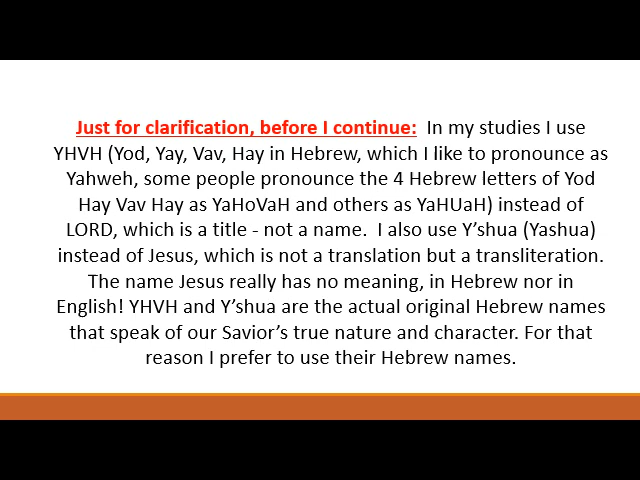 Just for clarification, before I continue: In my studies I use
YHVH (Yod, Yay, Vav, Hay in Hebrew, which I like to pronounce as
Yahweh, some people pronounce the 4 Hebrew letters of Yod
Hay Vav Hay as YaHoVaH and others as YaHUaH) instead of
LORD, which is a title - not a name. I also use Y’shua (Yashua)
instead of Jesus, which is not a translation but a transliteration.
The name Jesus really has no meaning, in Hebrew nor in
English! YHVH and Y’shua are the actual original Hebrew names
that speak of our Savior’s true nature and character. For that
reason I prefer to use their Hebrew names.